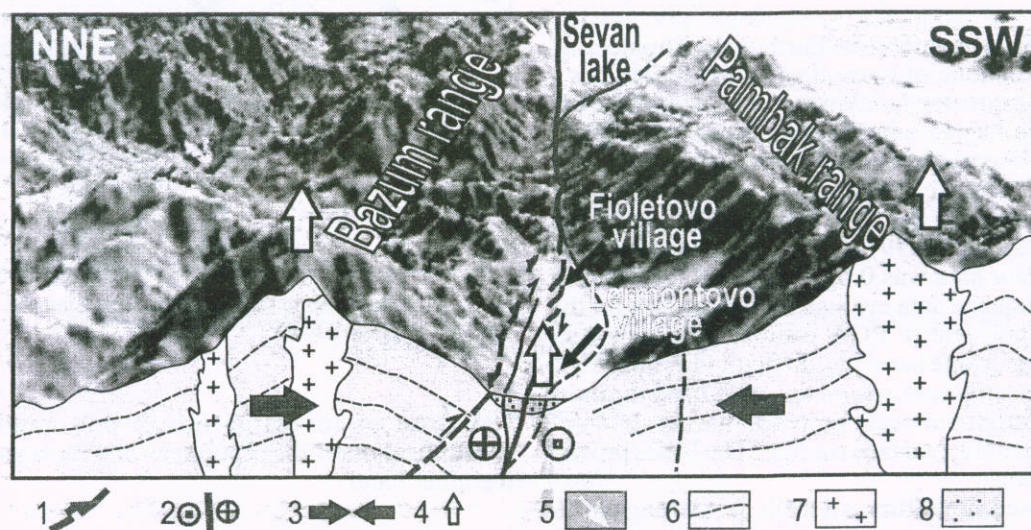 NNE
Bazum range
Sevan
lake
SSW
Pambak range
Fioletovo
village
Lermontovo
village
1 2 3 4 5 6 7 8